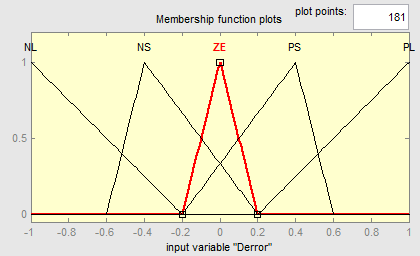 Membership function plots plot points: 181
NL NS ZE PS PL
1
0.5
0
-1 -0.8 -0.6 -0.4 -0.2 0 0.2 0.4 0.6 0.8 1
input variable "Derror"